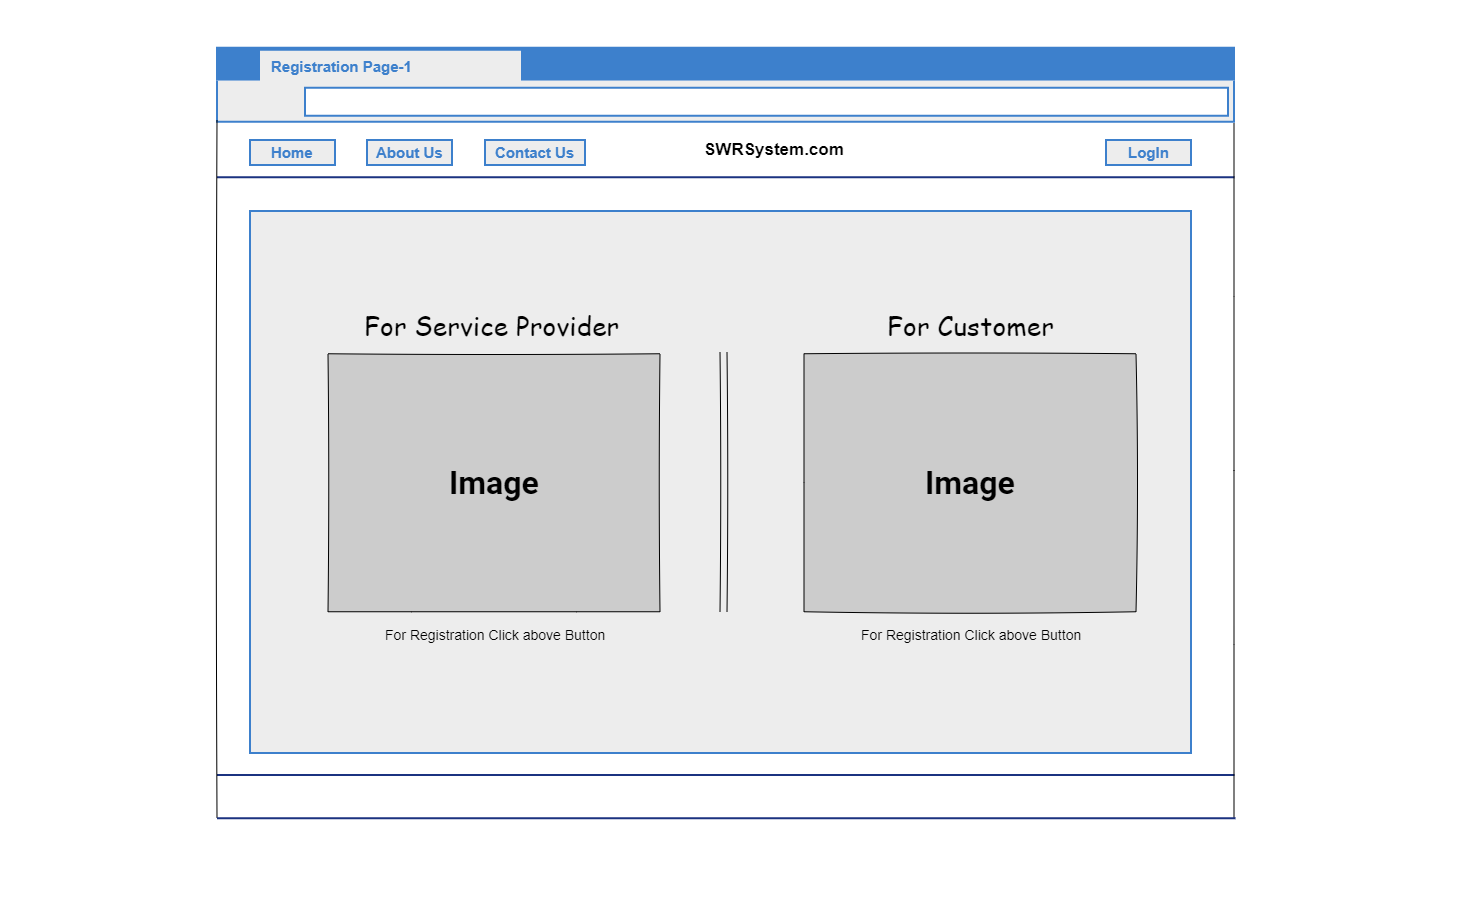 Registration Page-1
Home About Us Contact Us SWRSystem.com LogIn
For Service Provider For Customer
Image Image
For Registration Click above Button For Registration Click above Button